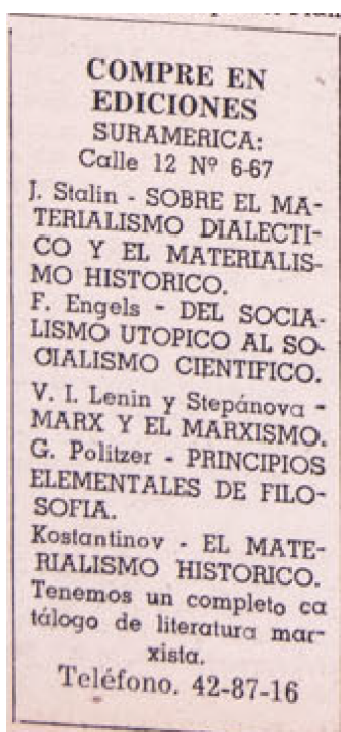 COMPRE EN
EDICIONES
SURAMERICA:
Calle 12 Nº 6-67
J. Stalin - SOBRE EL MA-
TERIALISMO DIALECTI-
CO Y EL MATERIALIS-
MO HISTORICO.
F. Engels - DEL SOCIA-
LISMO UTOPICO AL SO-
CIALISMO CIENTIFICO.
V. I. Lenin y Stepánova -
MARX Y EL MARXISMO.
G. Politzer - PRINCIPIOS
ELEMENTALES DE FILO-
SOFIA.
Kostantinov - EL MATE-
RIALISMO HISTORICO.
Tenemos un completo ca
tálogo de literatura mar-
xista.
Teléfono. 42-87-16